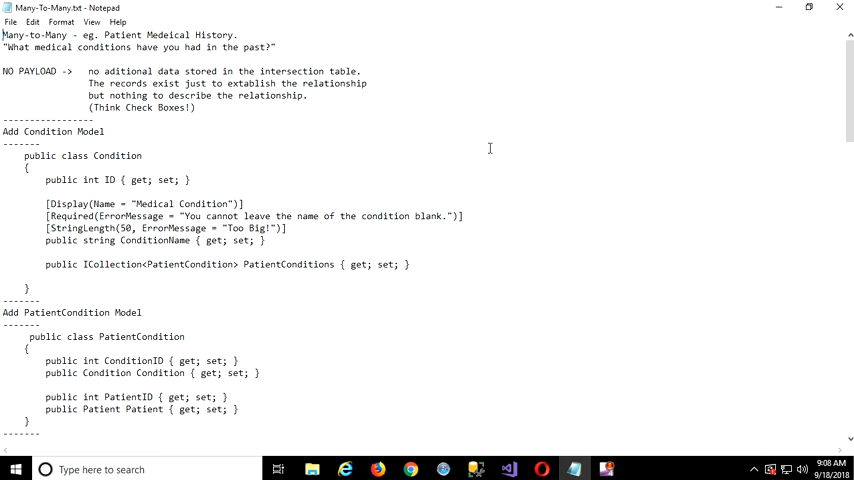 Many-To-Many.txt - Notepad
File Edit Format View Help
Many-to-Many - eg. Patient Medeical History.
"What medical conditions have you had in the past?"
NO PAYLOAD -> no aditional data stored in the intersection table.
The records exist just to extablish the relationship
but nothing to describe the relationship.
(Think Check Boxes!)
-----------------
Add Condition Model
-------
public class Condition
{
public int ID { get; set; }
[Display(Name = "Medical Condition")]
[Required(ErrorMessage = "You cannot leave the name of the condition blank.")]
[StringLength(50, ErrorMessage = "Too Big!")]
public string ConditionName { get; set; }
public ICollection<PatientCondition> PatientConditions { get; set; }
}
-------
Add PatientCondition Model
-------
public class PatientCondition
{
public int ConditionID { get; set; }
public Condition Condition { get; set; }
public int PatientID { get; set; }
public Patient Patient { get; set; }
}
-------
Type here to search
9:08 AM
9/18/2018